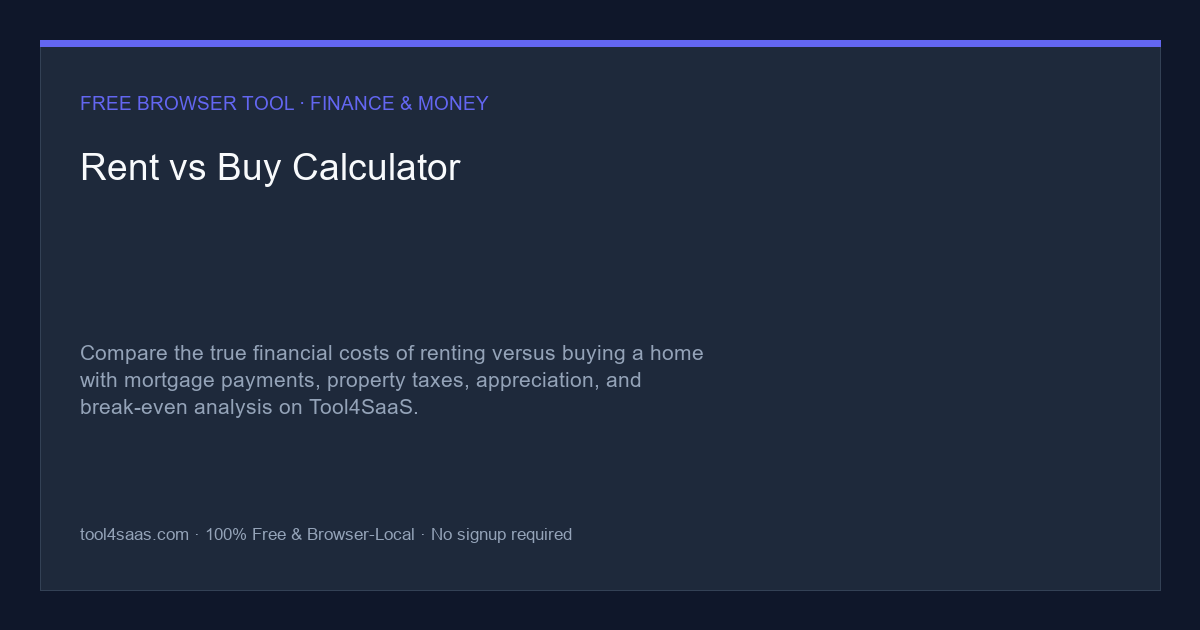 FREE BROWSER TOOL · FINANCE & MONEY
Rent vs Buy Calculator
Compare the true financial costs of renting versus buying a home
with mortgage payments, property taxes, appreciation, and
break-even analysis on Tool4SaaS.
tool4saas.com · 100% Free & Browser-Local · No signup required